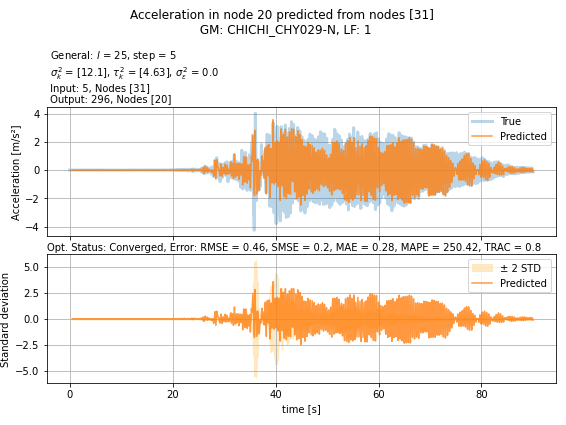 Acceleration in node 20 predicted from nodes [31]
GM: CHICHI_CHY029-N, LF: 1
General: l = 25, step = 5
σ²ₖ = [12.1], τ²ₖ = [4.63], σ²ε = 0.0
Input: 5, Nodes [31]
Output: 296, Nodes [20]
Acceleration [m/s²]
4
2
0
−2
−4
True
Predicted
Opt. Status: Converged, Error: RMSE = 0.46, SMSE = 0.2, MAE = 0.28, MAPE = 250.42, TRAC = 0.8
Standard deviation
5.0
2.5
0.0
−2.5
−5.0
± 2 STD
Predicted
0 20 40 60 80
time [s]